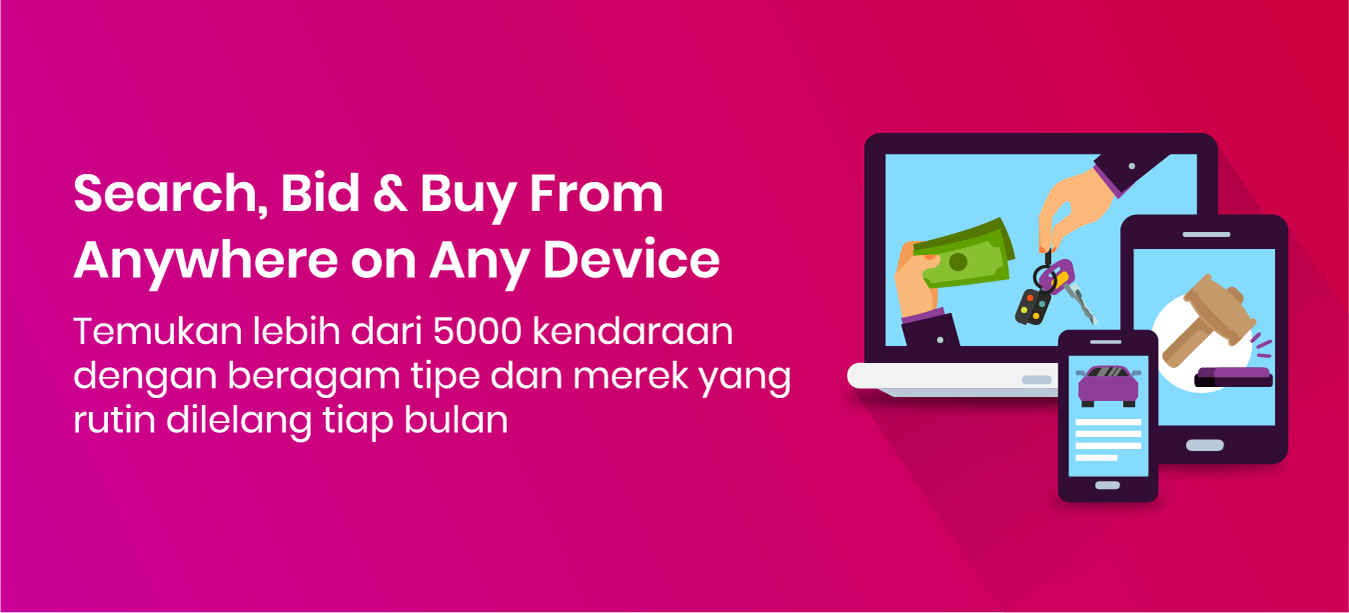 Search, Bid & Buy From
Anywhere on Any Device
Temukan lebih dari 5000 kendaraan
dengan beragam tipe dan merek yang
rutin dilelang tiap bulan